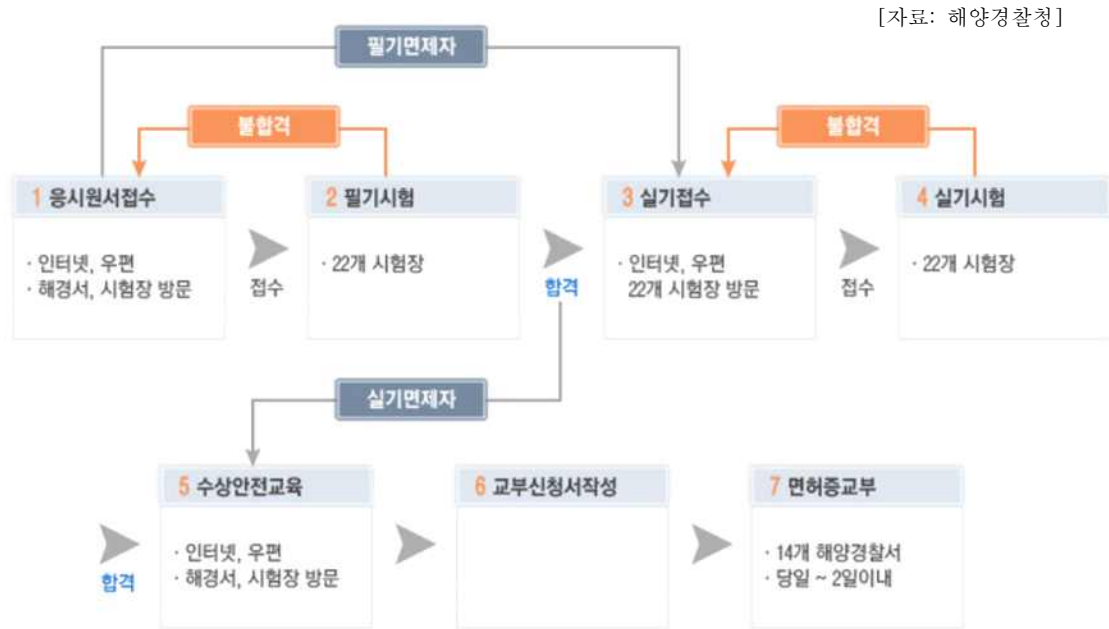 [자료: 해양경찰청]
필기면제자
불합격
불합격
1 응시원서접수
· 인터넷, 우편
· 해경서, 시험장 방문
접수
2 필기시험
· 22개 시험장
합격
3 실기접수
· 인터넷, 우편
22개 시험장 방문
접수
4 실기시험
· 22개 시험장
실기면제자
합격
5 수상안전교육
· 인터넷, 우편
· 해경서, 시험장 방문
6 교부신청서작성
7 면허증교부
· 14개 해양경찰서
· 당일 ~ 2일이내